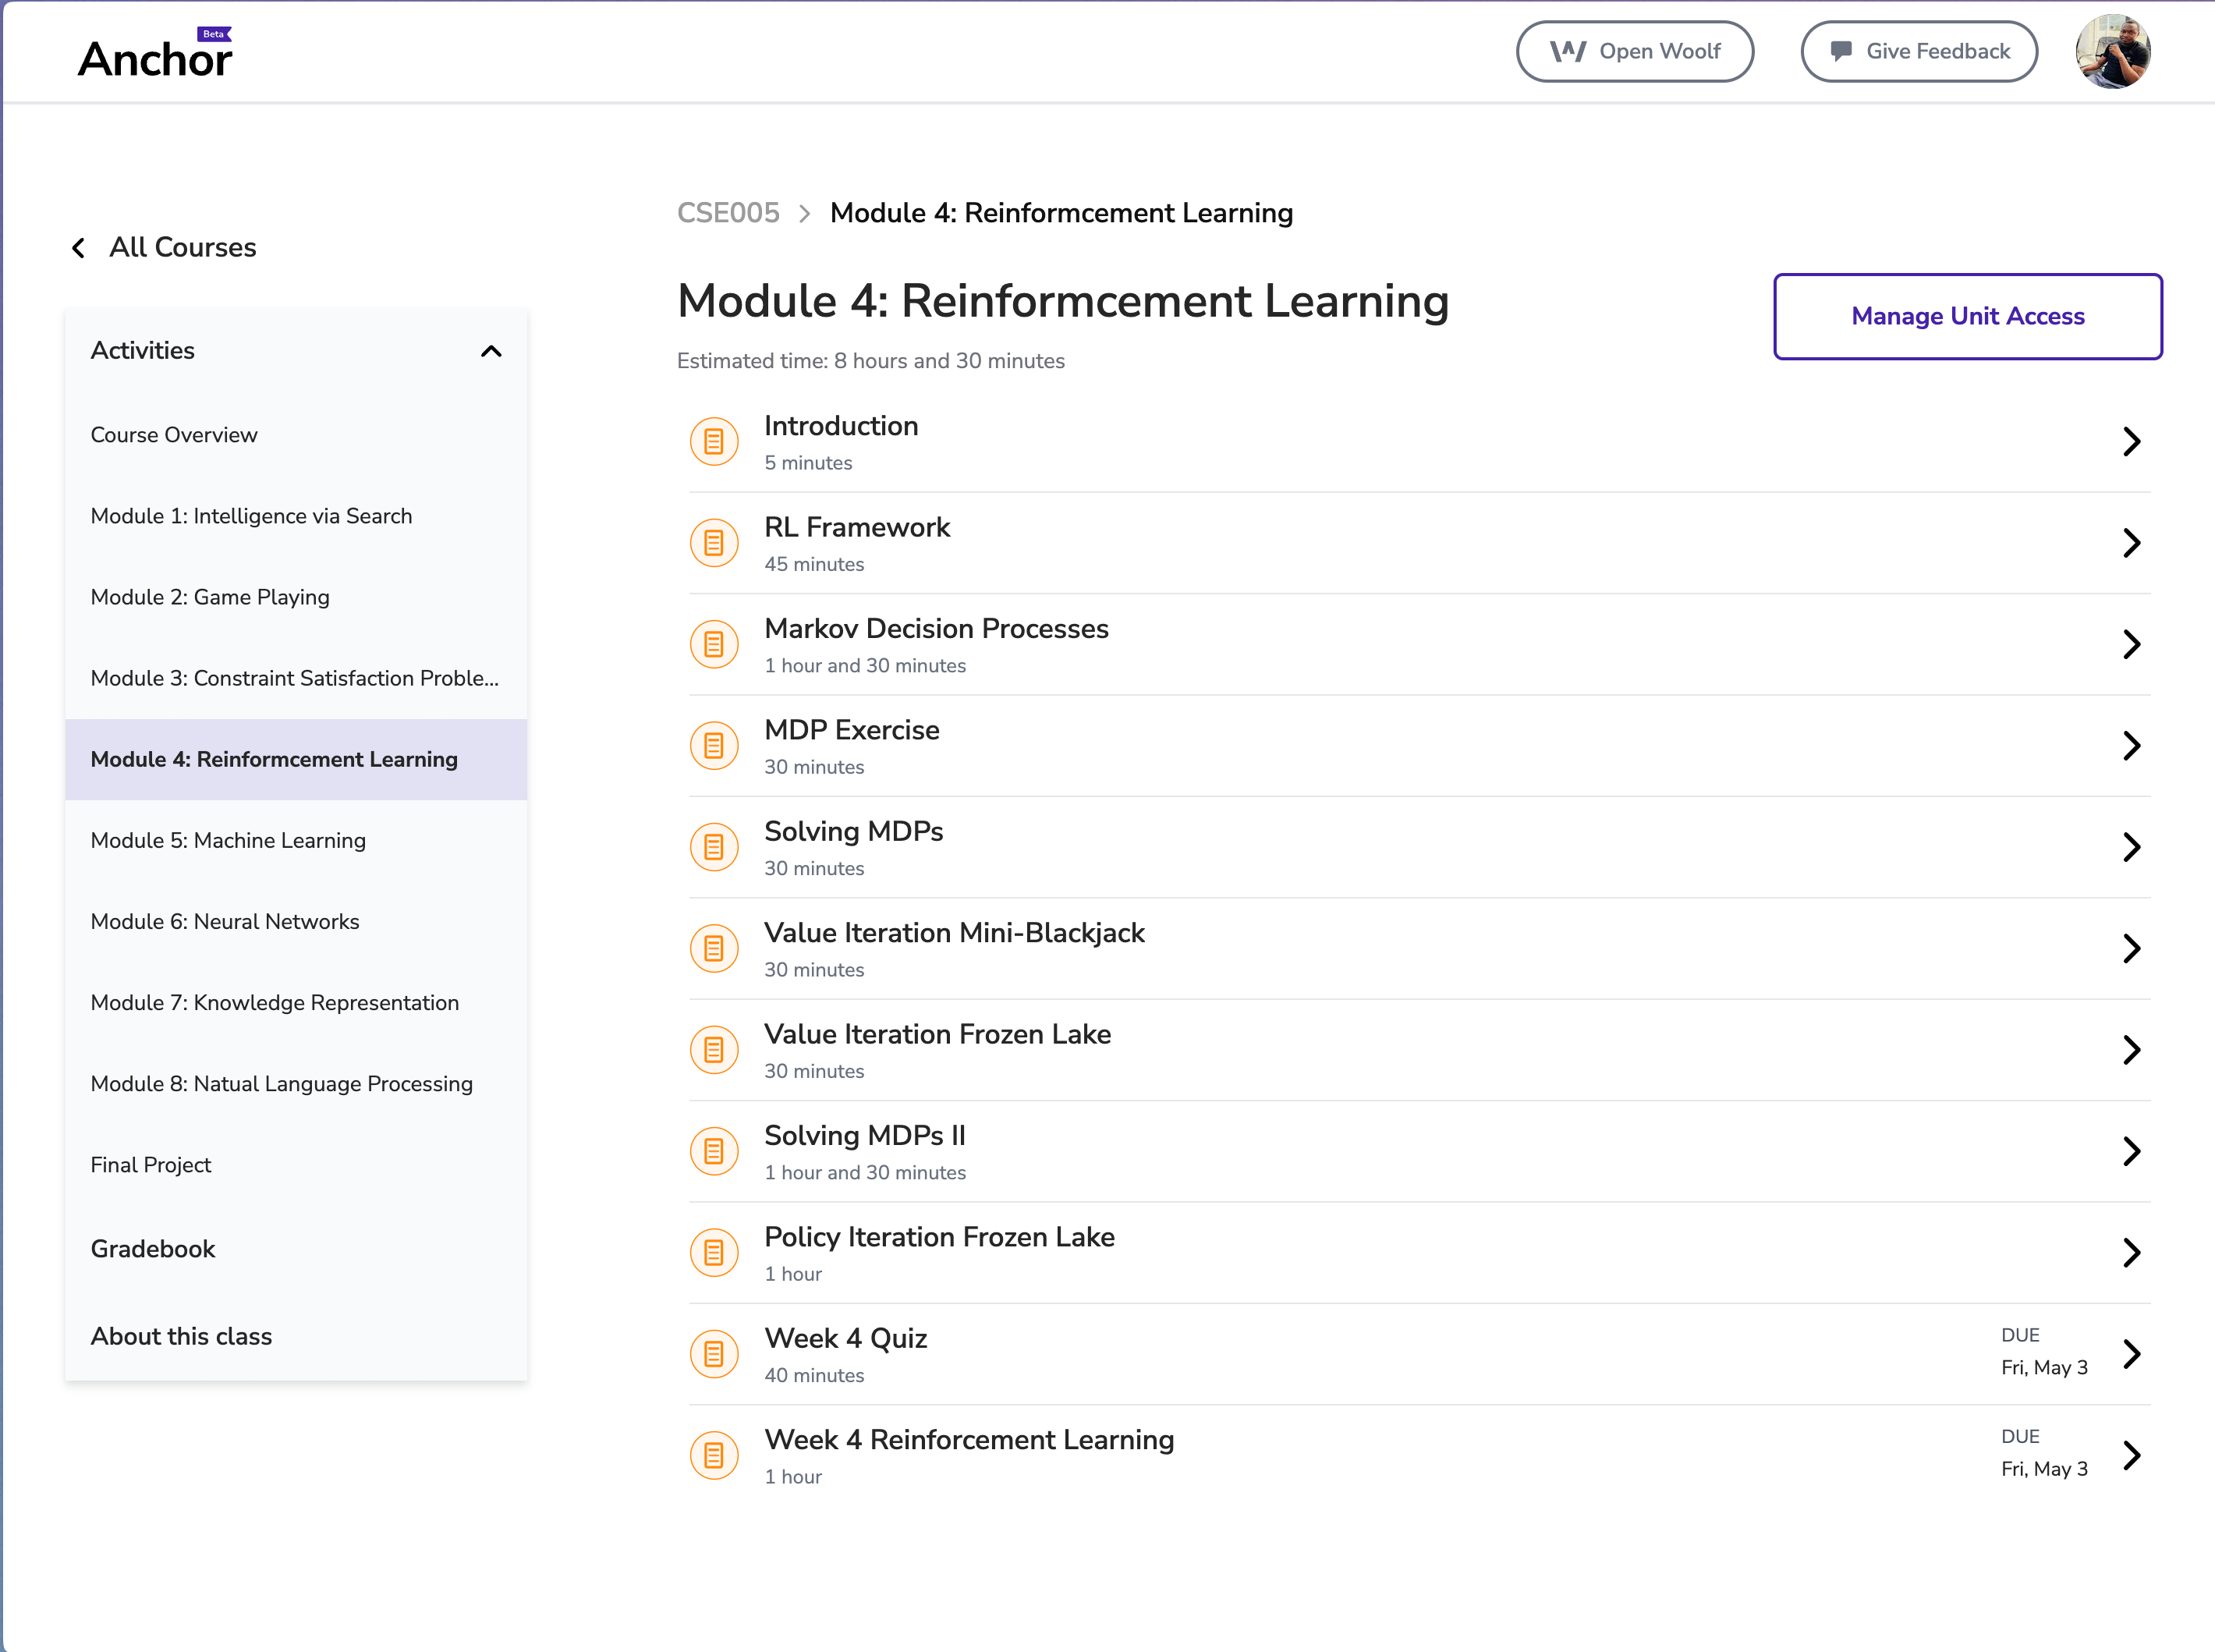 Anchor
Beta
Open Woolf
Give Feedback
All Courses
Activities
Course Overview
Module 1: Intelligence via Search
Module 2: Game Playing
Module 3: Constraint Satisfaction Proble...
Module 4: Reinformcement Learning
Module 5: Machine Learning
Module 6: Neural Networks
Module 7: Knowledge Representation
Module 8: Natual Language Processing
Final Project
Gradebook
About this class
CSE005 > Module 4: Reinformcement Learning
Module 4: Reinformcement Learning
Manage Unit Access
Estimated time: 8 hours and 30 minutes
Introduction
5 minutes
RL Framework
45 minutes
Markov Decision Processes
1 hour and 30 minutes
MDP Exercise
30 minutes
Solving MDPs
30 minutes
Value Iteration Mini-Blackjack
30 minutes
Value Iteration Frozen Lake
30 minutes
Solving MDPs II
1 hour and 30 minutes
Policy Iteration Frozen Lake
1 hour
Week 4 Quiz
40 minutes
DUE
Fri, May 3
Week 4 Reinforcement Learning
1 hour
DUE
Fri, May 3